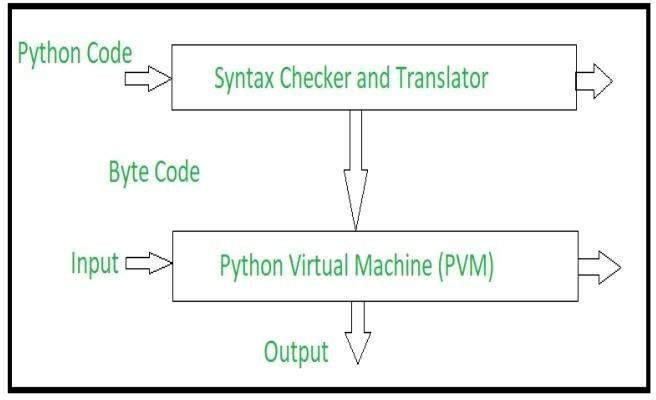 Python Code
Syntax Checker and Translator
Byte Code
Input
Python Virtual Machine (PVM)
Output